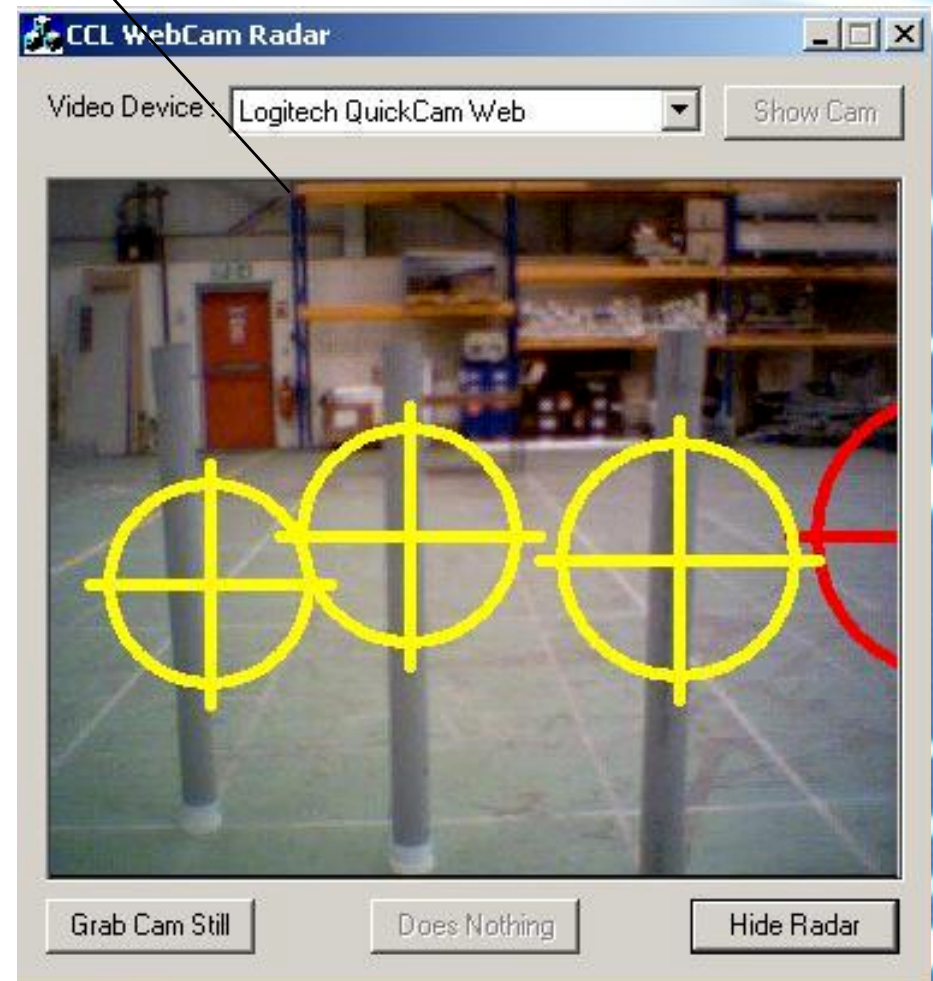 CCL WebCam Radar
Video Device : Logitech QuickCam Web Show Cam
Grab Cam Still Does Nothing Hide Radar